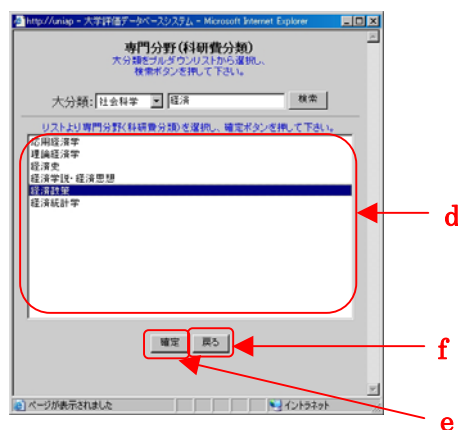 http://uniap - 大学評価データベースシステム - Microsoft Internet Explorer
専門分野(科研費分類)
大分類をプルダウンリストから選択し、
検索ボタンを押して下さい。
大分類: 社会科学 経済 検索
リストより専門分野(科研費分類)を選択し、確定ボタンを押して下さい。
応用経済学
理論経済学
経済史
経済学説・経済思想
経済政策
経済統計学
d
確定 戻る
f
ページが表示されました イントラネット
e